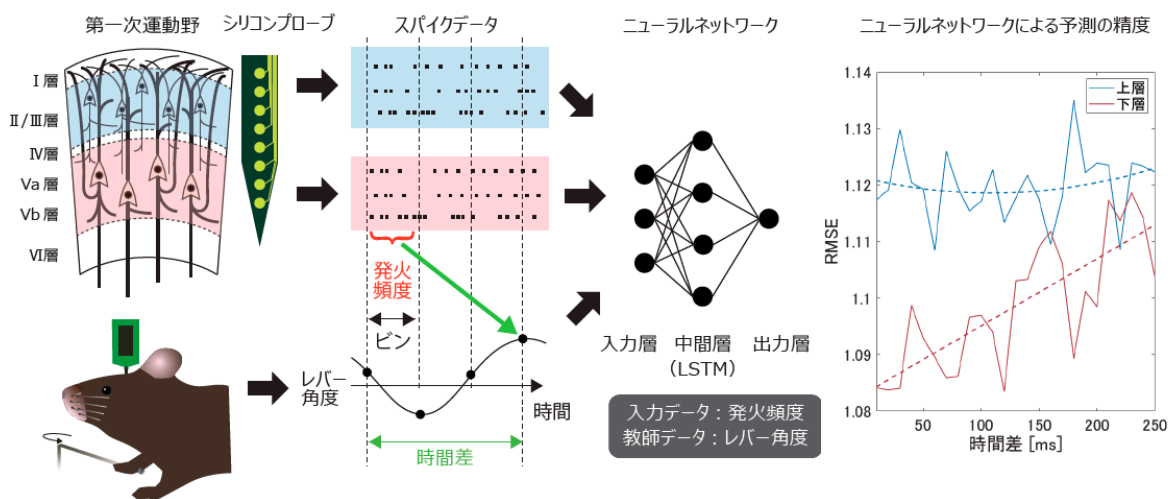 第一次運動野
シリコンプローブ
スパイクデータ
ニューラルネットワーク
ニューラルネットワークによる予測の精度
Ⅰ層
Ⅱ/Ⅲ層
Ⅳ層
Ⅴa層
Ⅴb層
Ⅵ層
発火
頻度
ビン
レバー
角度
時間
時間差
入力層
中間層
(LSTM)
出力層
入力データ：発火頻度
教師データ：レバー角度
上層
下層
RMSE
1.14
1.13
1.12
1.11
1.1
1.09
1.08
50
100
150
200
250
時間差 [ms]